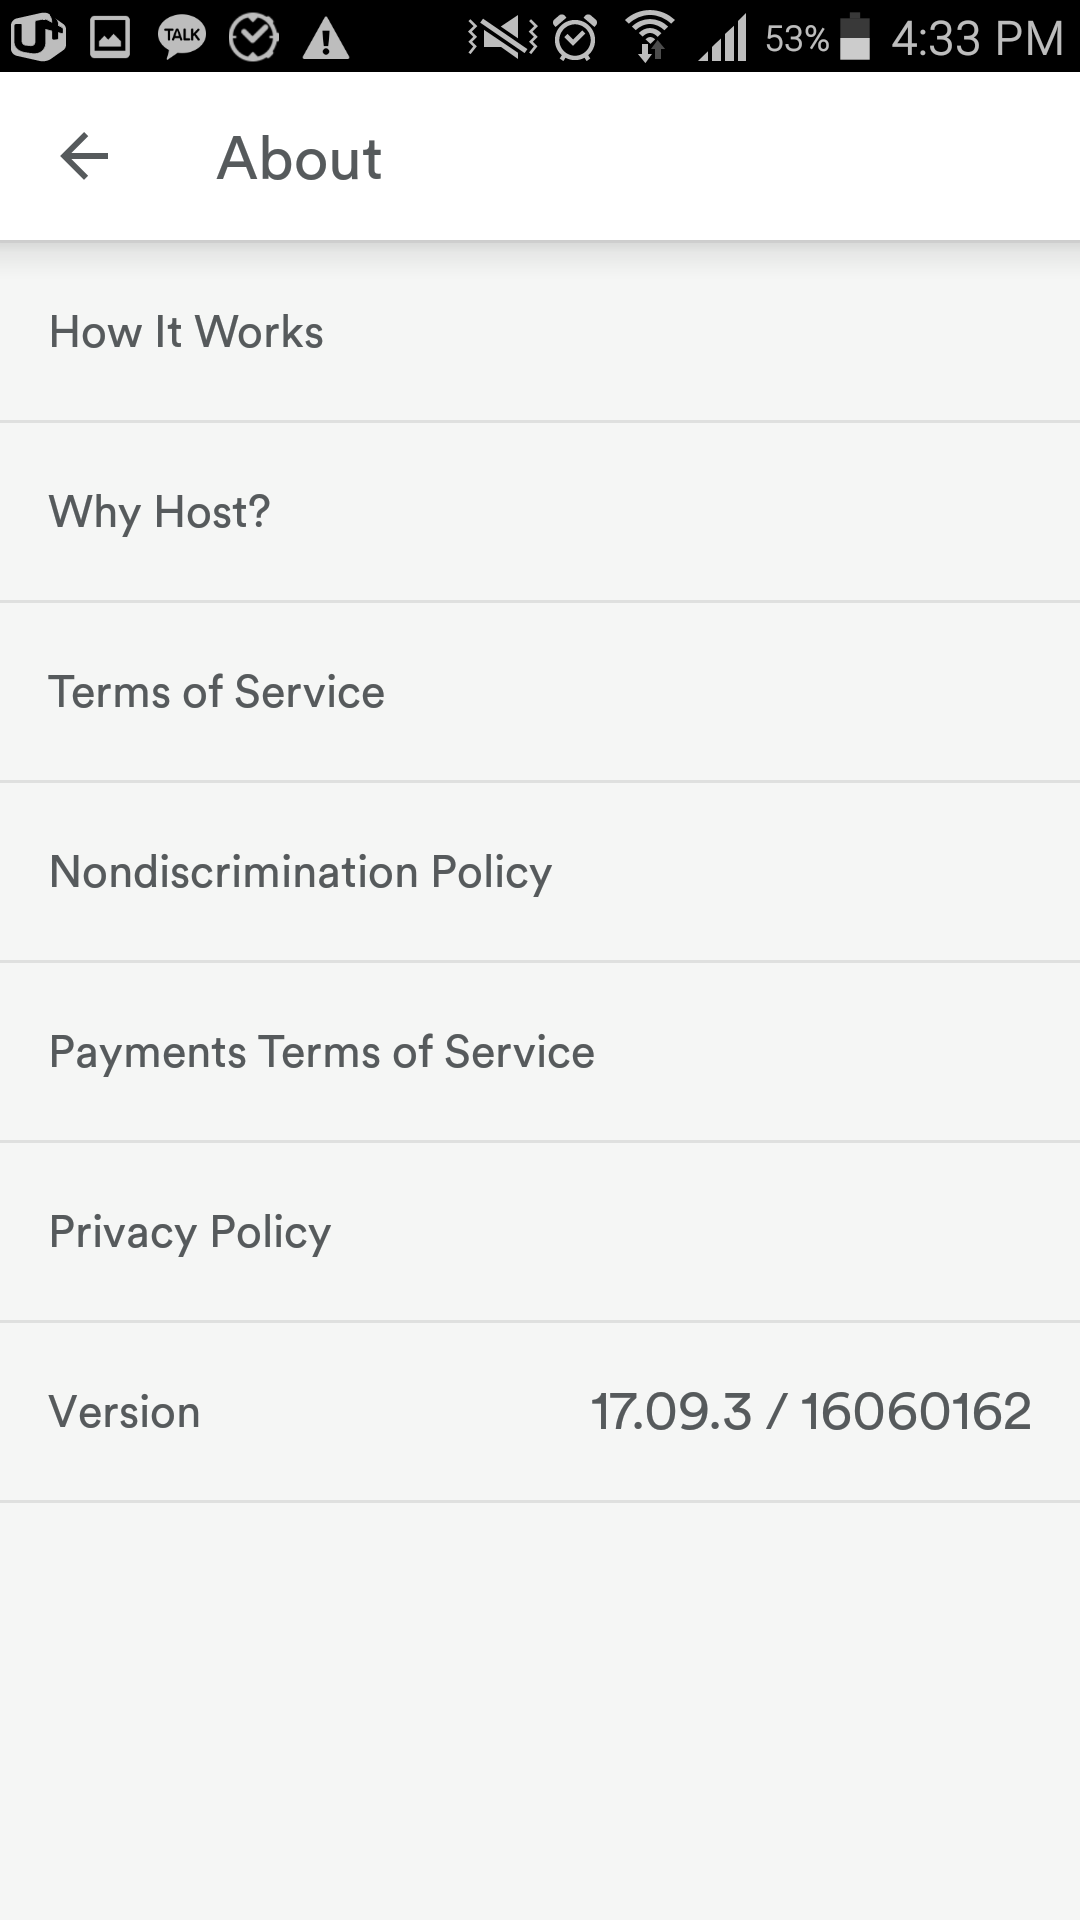 U+ TALK 53% 4:33 PM
About
How It Works
Why Host?
Terms of Service
Nondiscrimination Policy
Payments Terms of Service
Privacy Policy
Version 17.09.3 / 16060162